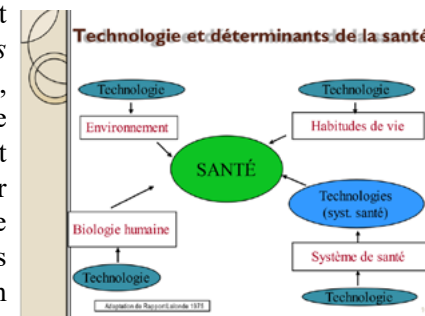 t
s
,
e
t
r
e
s
n
Technologie et déterminants de la santé
Technologie
Technologie
Environnement
Habitudes de vie
SANTÉ
Technologies
(syst. santé)
Biologie humaine
Système de santé
Technologie
Technologie
Adaptation de Rapport Lalonde 1975